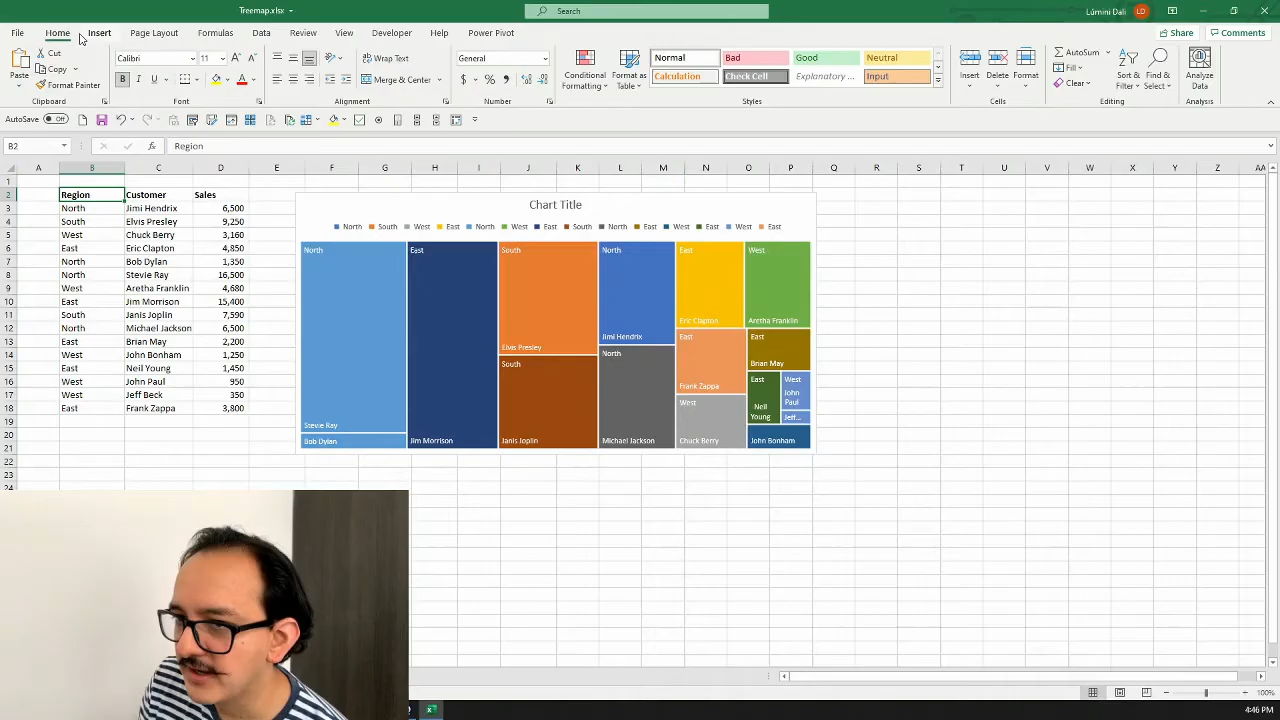 Treemap.xlsx
Search
Lúmini Dalí
LD
File Home Insert Page Layout Formulas Data Review View Developer Help Power Pivot
Share Comments
Paste
Cut
Copy
Format Painter
Clipboard
Calibri 11
Font
Wrap Text
Merge & Center
Alignment
General
Number
Conditional Formatting
Format as Table
Normal Bad Good Neutral
Calculation Check Cell Explanatory ... Input
Styles
Insert Delete Format
Cells
AutoSum
Fill
Clear
Editing
Sort & Filter
Find & Select
Analyze Data
Analysis
AutoSave Off
B2 fx Region
A B C D E F G H I J K L M N O P Q R S T U V W X Y Z AA
1
2 Region Customer Sales
3 North Jimi Hendrix 6,500
4 South Elvis Presley 9,250
5 West Chuck Berry 3,160
6 East Eric Clapton 4,850
7 North Bob Dylan 1,350
8 North Stevie Ray 16,500
9 West Aretha Franklin 4,680
10 East Jim Morrison 15,400
11 South Janis Joplin 7,590
12 North Michael Jackson 6,500
13 East Brian May 2,200
14 West John Bonham 1,250
15 East Neil Young 1,450
16 West John Paul 950
17 West Jeff Beck 350
18 East Frank Zappa 3,800
19
20
21
22
23
24
Chart Title
North South West East North West East South North East West East West East
North
Stevie Ray
Bob Dylan
East
Jim Morrison
South
Elvis Presley
South
Janis Joplin
North
Jimi Hendrix
North
Michael Jackson
East
Eric Clapton
West
Aretha Franklin
East
Frank Zappa
West
Chuck Berry
East
Brian May
East
Neil
Young
West
John
Paul
Jeff...
John Bonham
100%
4:46 PM